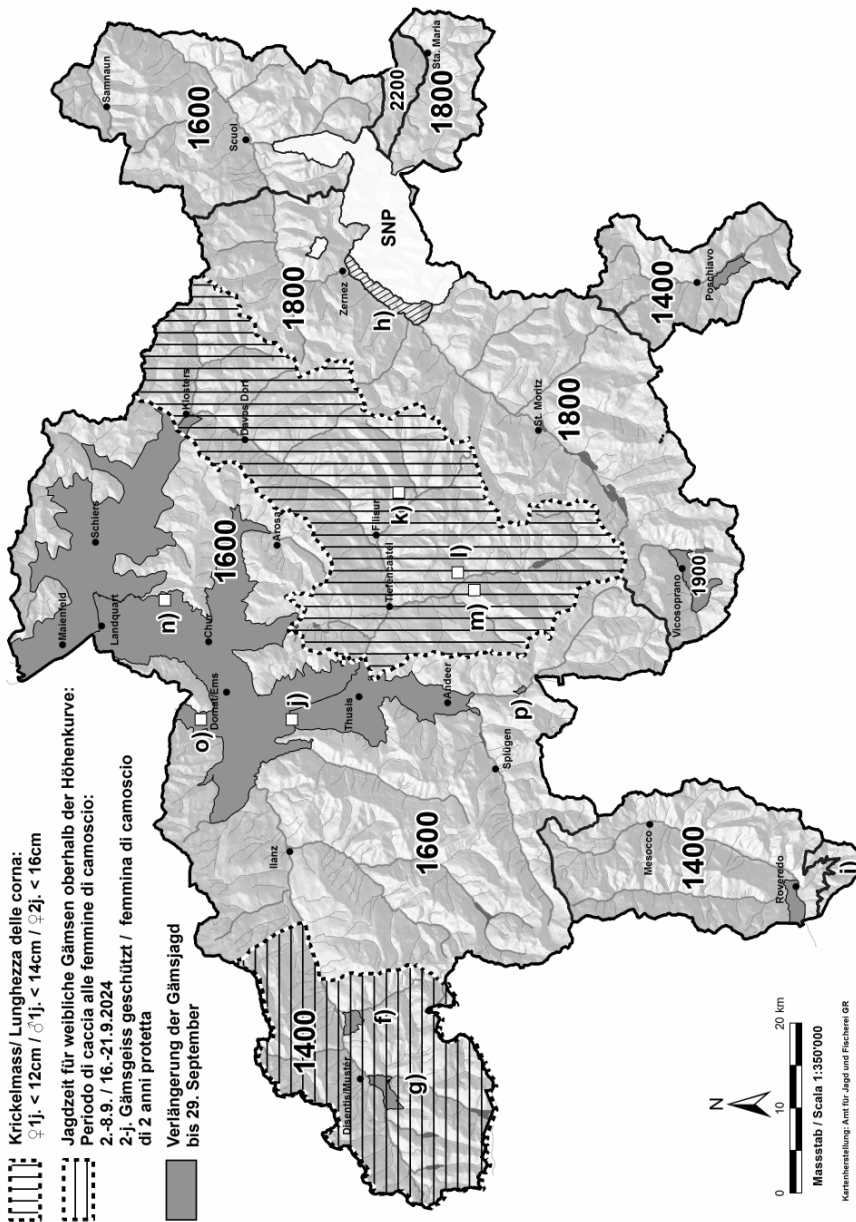 Krickelmass/ Lunghezza delle corna:
♀1j. < 12cm / ♂1j. < 14cm / ♀2j. < 16cm
Jagdzeit für weibliche Gämsen oberhalb der Höhenkurve:
Periodo di caccia alle femmine di camoscio:
2.-8.9. / 16.-21.9.2024
2-j. Gämsgeiss geschützt / femmina di camoscio
di 2 anni protetta
Verlängerung der Gämsjagd
bis 29. September
Samnaun
1600
Scuol
2200
Sta. Maria
1800
SNP
Zernez
1800
h)
1400
Poschiavo
Klosters
Davos Dorf
St. Moritz
1800
Schiers
Maienfeld
Landquart
n)
1600
Arosa
Chur
Filisur
k)
Tiefencastel
l)
m)
Vicosoprano
1900
o)
Domat/Ems
j)
Thusis
Andeer
p)
Splügen
Ilanz
1600
Mesocco
1400
Roveredo
i)
1400
f)
Disentis/Mustér
g)
N
0 10 20 km
Massstab / Scala 1:350'000
Kartenherstellung: Amt für Jagd und Fischerei GR